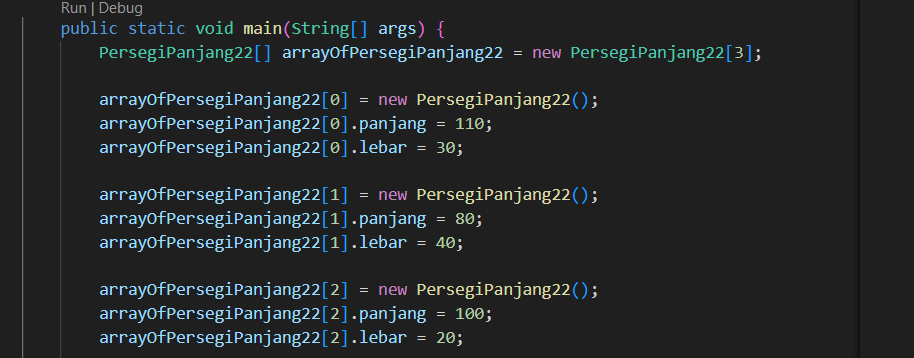 Run | Debug
public static void main(String[] args) {
PersegiPanjang22[] arrayOfPersegiPanjang22 = new PersegiPanjang22[3];
arrayOfPersegiPanjang22[0] = new PersegiPanjang22();
arrayOfPersegiPanjang22[0].panjang = 110;
arrayOfPersegiPanjang22[0].lebar = 30;
arrayOfPersegiPanjang22[1] = new PersegiPanjang22();
arrayOfPersegiPanjang22[1].panjang = 80;
arrayOfPersegiPanjang22[1].lebar = 40;
arrayOfPersegiPanjang22[2] = new PersegiPanjang22();
arrayOfPersegiPanjang22[2].panjang = 100;
arrayOfPersegiPanjang22[2].lebar = 20;